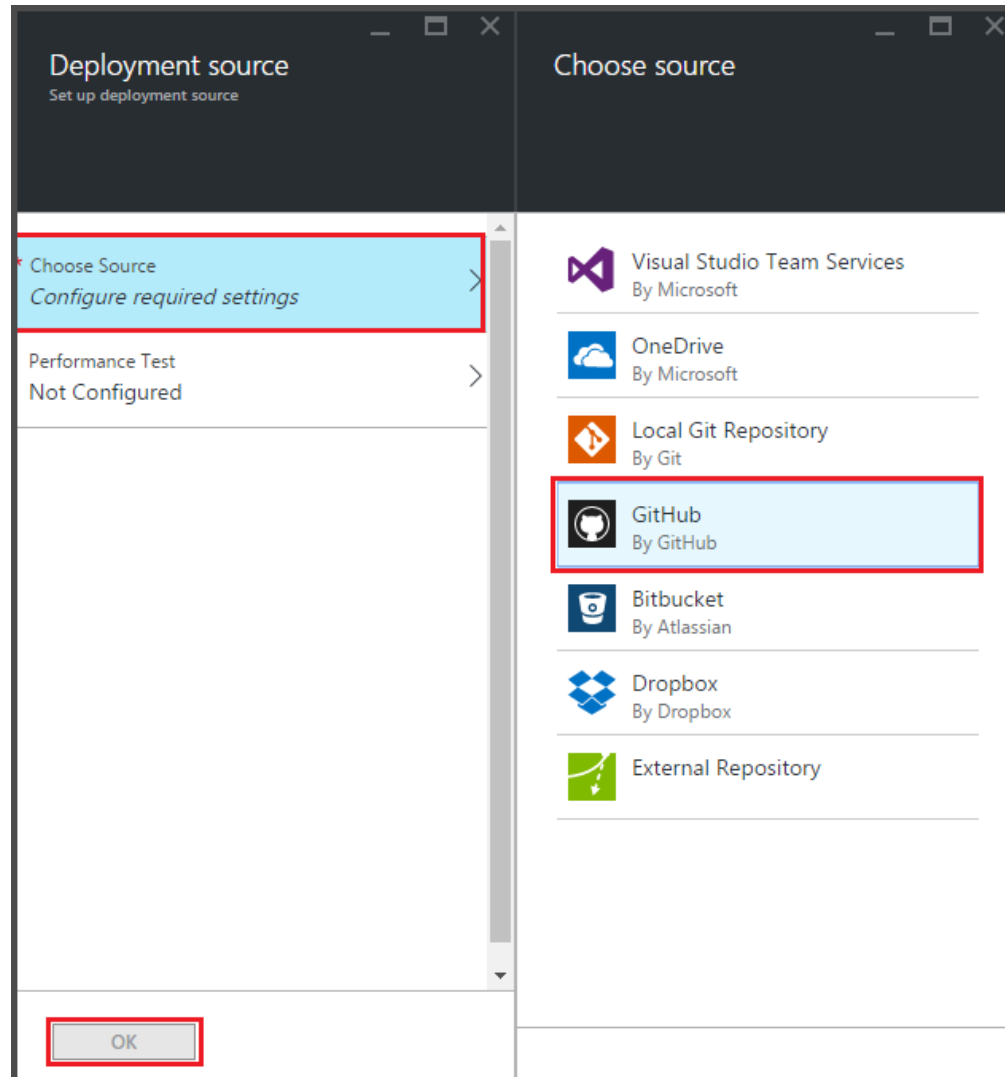 Deployment source
Set up deployment source
* Choose Source
Configure required settings
Performance Test
Not Configured
OK
Choose source
Visual Studio Team Services
By Microsoft
OneDrive
By Microsoft
Local Git Repository
By Git
GitHub
By GitHub
Bitbucket
By Atlassian
Dropbox
By Dropbox
External Repository